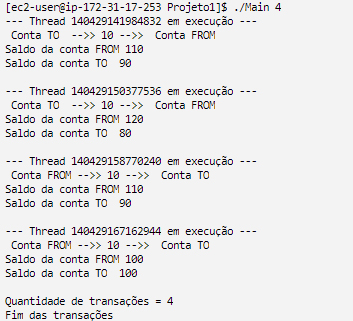 [ec2-user@ip-172-31-17-253 Projeto1]$ ./Main 4
--- Thread 140429141984832 em execução ---
Conta TO -->> 10 -->> Conta FROM
Saldo da conta FROM 110
Saldo da conta TO 90
--- Thread 140429150377536 em execução ---
Conta TO -->> 10 -->> Conta FROM
Saldo da conta FROM 120
Saldo da conta TO 80
--- Thread 140429158770240 em execução ---
Conta FROM -->> 10 -->> Conta TO
Saldo da conta FROM 110
Saldo da conta TO 90
--- Thread 140429167162944 em execução ---
Conta FROM -->> 10 -->> Conta TO
Saldo da conta FROM 100
Saldo da conta TO 100
Quantidade de transações = 4
Fim das transações